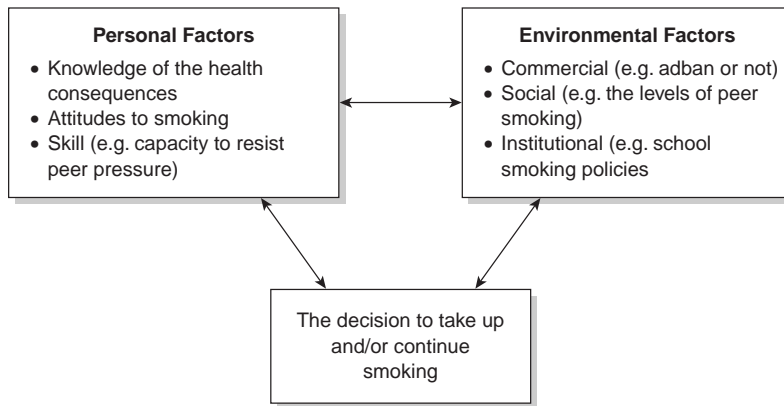 Personal Factors
• Knowledge of the health
consequences
• Attitudes to smoking
• Skill (e.g. capacity to resist
peer pressure)
Environmental Factors
• Commercial (e.g. adban or not)
• Social (e.g. the levels of peer
smoking)
• Institutional (e.g. school
smoking policies
The decision to take up
and/or continue
smoking